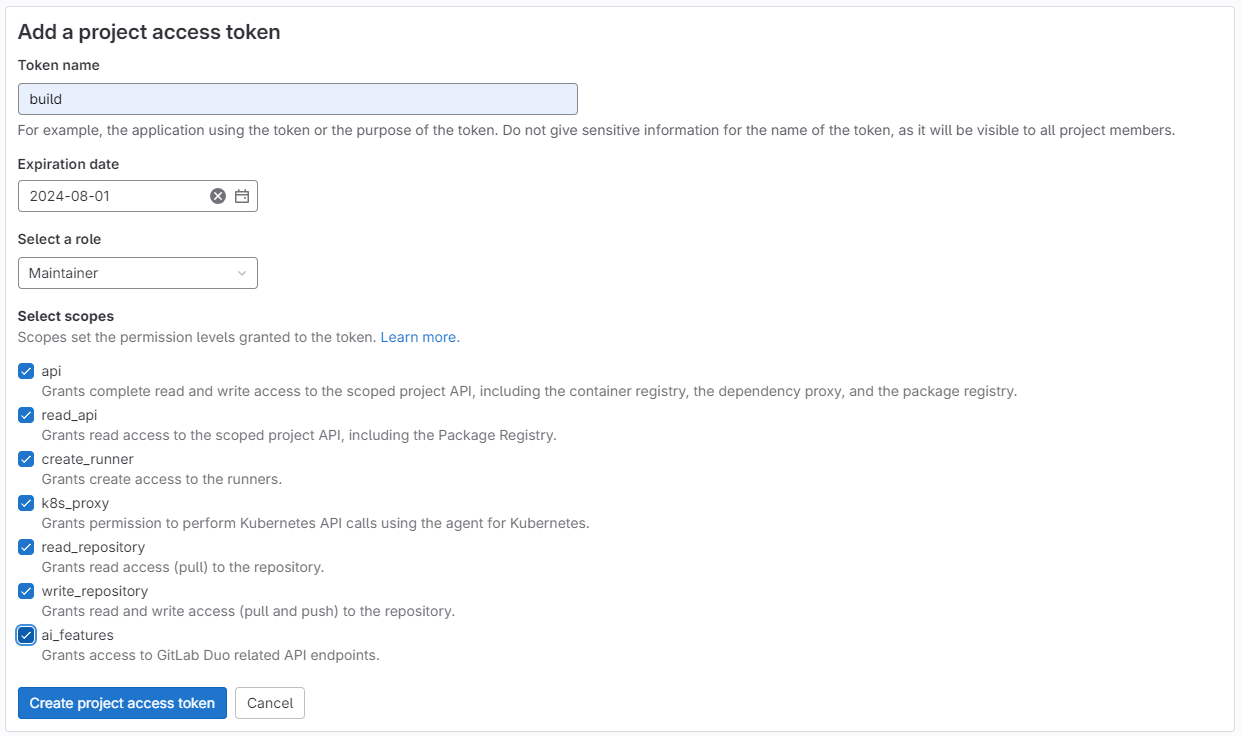 Add a project access token
Token name
build
For example, the application using the token or the purpose of the token. Do not give sensitive information for the name of the token, as it will be visible to all project members.
Expiration date
2024-08-01
Select a role
Maintainer
Select scopes
Scopes set the permission levels granted to the token. Learn more.
api
Grants complete read and write access to the scoped project API, including the container registry, the dependency proxy, and the package registry.
read_api
Grants read access to the scoped project API, including the Package Registry.
create_runner
Grants create access to the runners.
k8s_proxy
Grants permission to perform Kubernetes API calls using the agent for Kubernetes.
read_repository
Grants read access (pull) to the repository.
write_repository
Grants read and write access (pull and push) to the repository.
ai_features
Grants access to GitLab Duo related API endpoints.
Create project access token Cancel